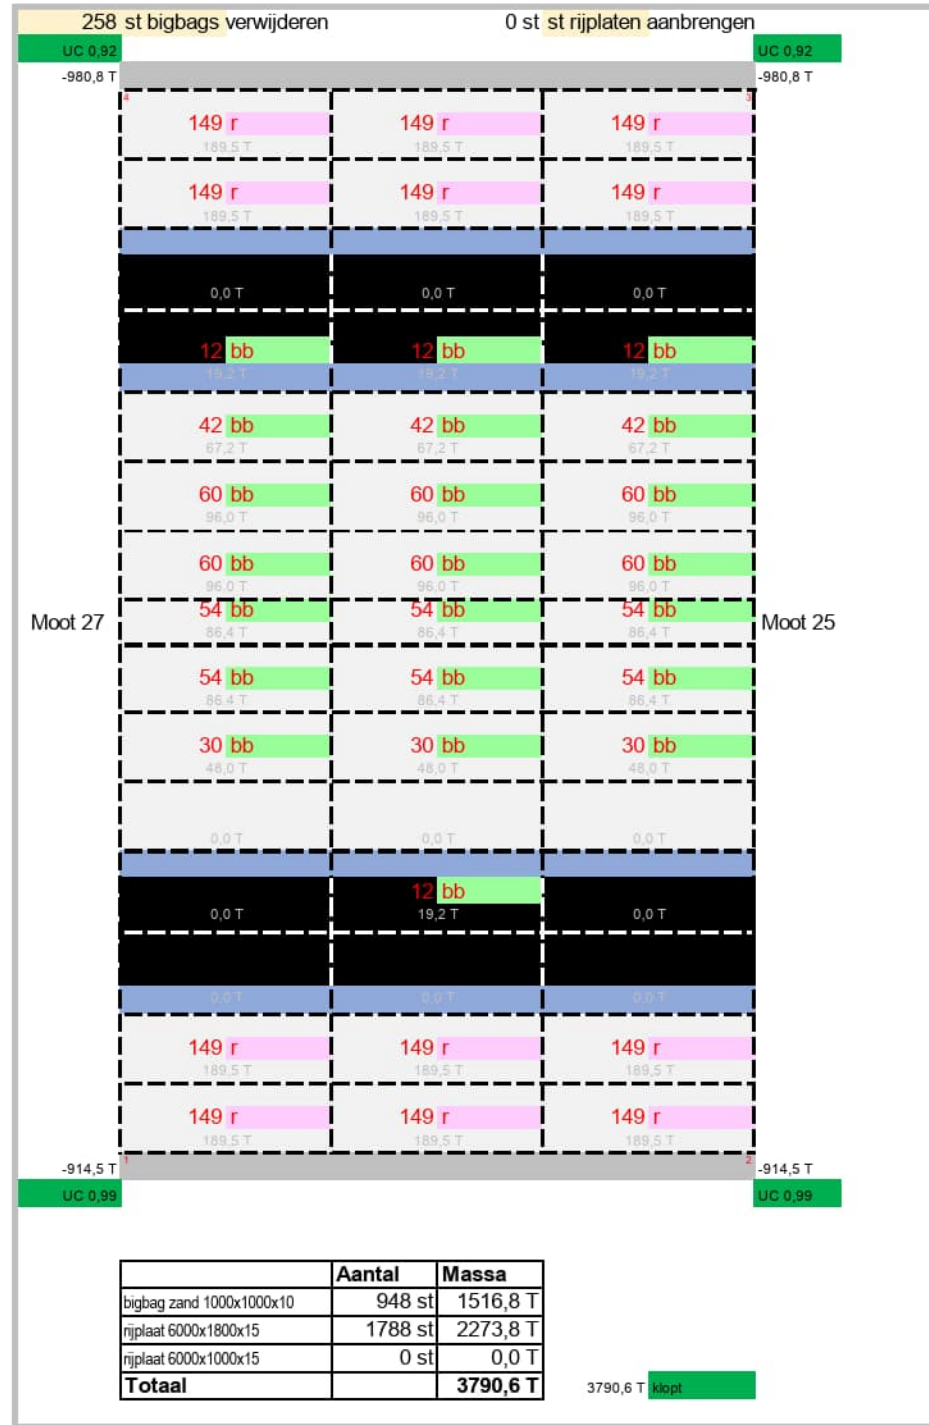 258 st bigbags verwijderen 0 st st rijplaten aanbrengen
UC 0,92 UC 0,92
-980,8 T -980,8 T
4 3
149 r 149 r 149 r
189,5 T 189,5 T 189,5 T
149 r 149 r 149 r
189,5 T 189,5 T 189,5 T
0,0 T 0,0 T 0,0 T
12 bb 12 bb 12 bb
19,2 T 19,2 T 19,2 T
42 bb 42 bb 42 bb
67,2 T 67,2 T 67,2 T
60 bb 60 bb 60 bb
96,0 T 96,0 T 96,0 T
60 bb 60 bb 60 bb
96,0 T 96,0 T 96,0 T
54 bb 54 bb 54 bb
Moot 27 86,4 T 86,4 T 86,4 T Moot 25
54 bb 54 bb 54 bb
86,4 T 86,4 T 86,4 T
30 bb 30 bb 30 bb
48,0 T 48,0 T 48,0 T
0,0 T 0,0 T 0,0 T
12 bb
0,0 T 19,2 T 0,0 T
0,0 T 0,0 T 0,0 T
149 r 149 r 149 r
189,5 T 189,5 T 189,5 T
149 r 149 r 149 r
189,5 T 189,5 T 189,5 T
1 2
-914,5 T -914,5 T
UC 0,99 UC 0,99
Aantal Massa
bigbag zand 1000x1000x10 948 st 1516,8 T
rijplaat 6000x1800x15 1788 st 2273,8 T
rijplaat 6000x1000x15 0 st 0,0 T
Totaal 3790,6 T 3790,6 T klopt